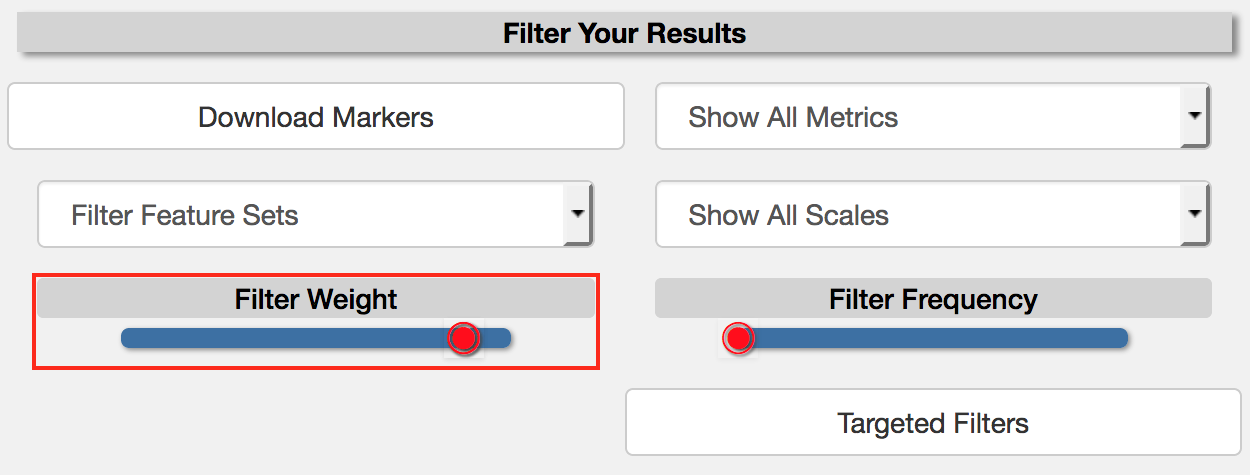 Filter Your Results
Download Markers
Show All Metrics
Filter Feature Sets
Show All Scales
Filter Weight
Filter Frequency
Targeted Filters